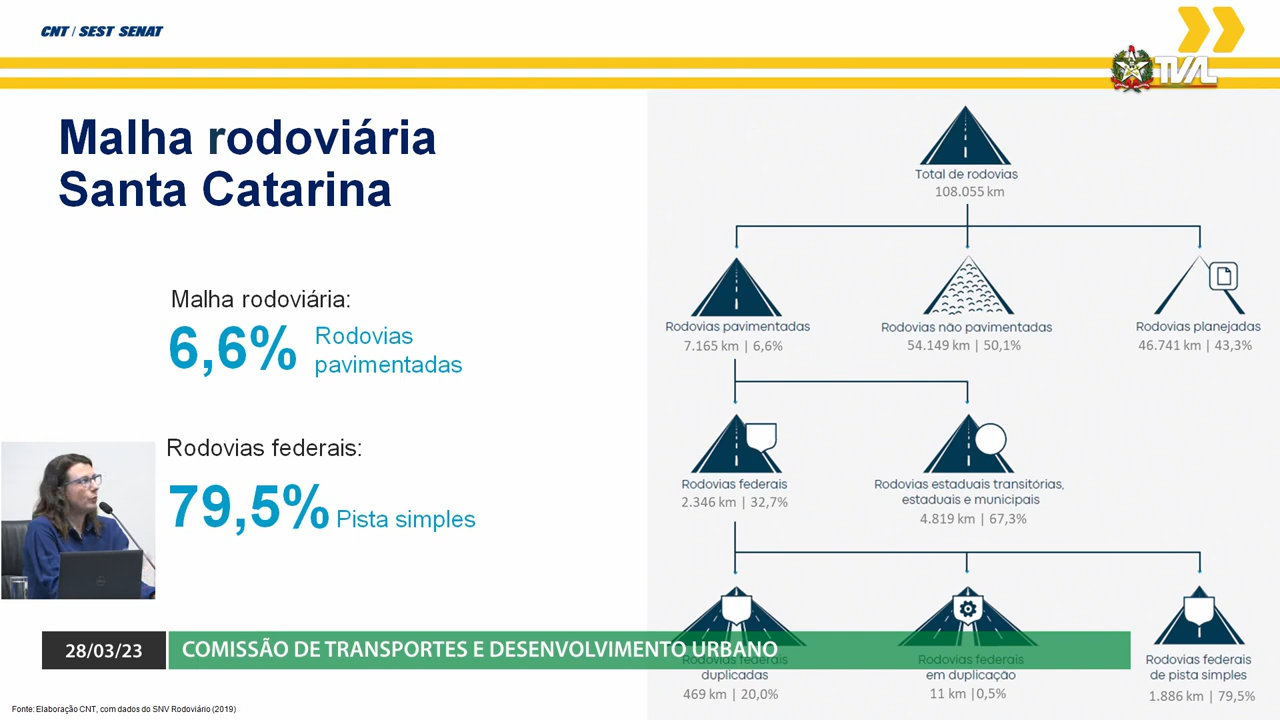 CNT / SEST SENAT
TVAL
Malha rodoviária
Santa Catarina
Malha rodoviária:
6,6% Rodovias
pavimentadas
Rodovias federais:
79,5% Pista simples
Total de rodovias
108.055 km
Rodovias pavimentadas
7.165 km | 6,6%
Rodovias não pavimentadas
54.149 km | 50,1%
Rodovias planejadas
46.741 km | 43,3%
Rodovias federais
2.346 km | 32,7%
Rodovias estaduais transitórias,
estaduais e municipais
4.819 km | 67,3%
Rodovias federais
duplicadas
469 km | 20,0%
Rodovias federais
em duplicação
11 km |0,5%
Rodovias federais
de pista simples
1.886 km | 79,5%
28/03/23
COMISSÃO DE TRANSPORTES E DESENVOLVIMENTO URBANO
Fonte: Elaboração CNT, com dados do SNV Rodoviário (2019)